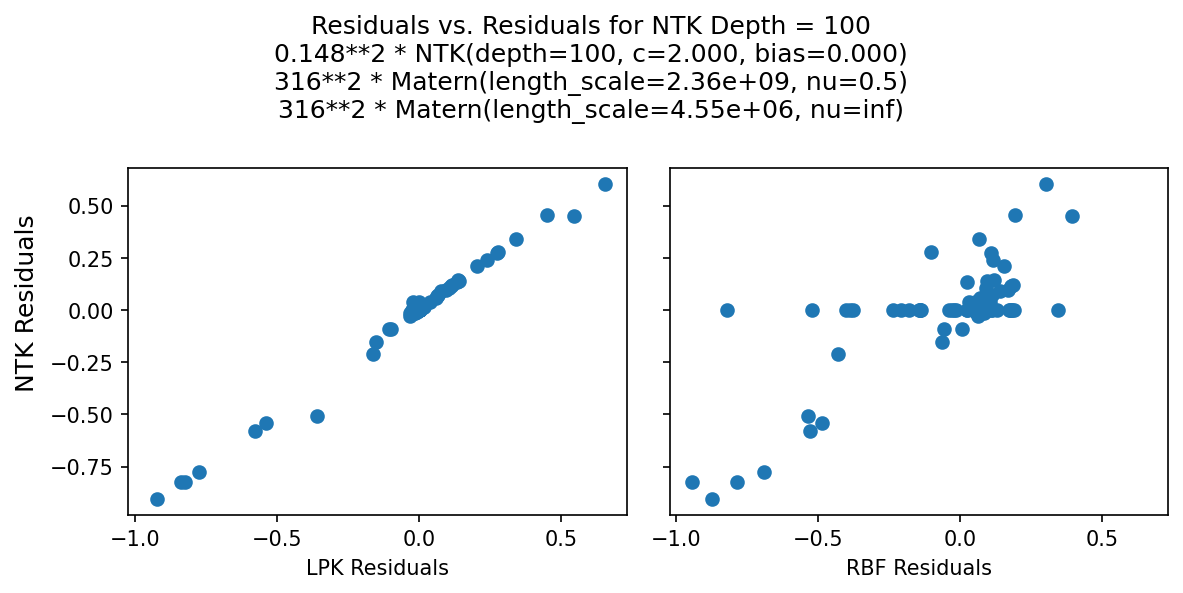 Residuals vs. Residuals for NTK Depth = 100
0.148**2 * NTK(depth=100, c=2.000, bias=0.000)
316**2 * Matern(length_scale=2.36e+09, nu=0.5)
316**2 * Matern(length_scale=4.55e+06, nu=inf)
NTK Residuals
0.50
0.25
0.00
−0.25
−0.50
−0.75
−1.0 −0.5 0.0 0.5
−1.0 −0.5 0.0 0.5
LPK Residuals
RBF Residuals